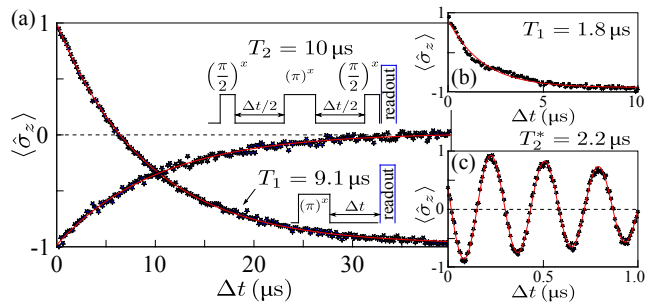 (a)
1
0
-1
⟨σ̂z⟩
0
10
20
30
Δt (μs)
T2 = 10 μs
(π/2)^x
(π)^x
(π/2)^x
Δt/2
Δt/2
readout
T1 = 9.1 μs
(π)^x
Δt
readout
(b)
T1 = 1.8 μs
1
-1
⟨σ̂z⟩
0
5
10
Δt (μs)
(c)
T2* = 2.2 μs
1
0
-1
⟨σ̂z⟩
0.0
0.5
1.0
Δt (μs)